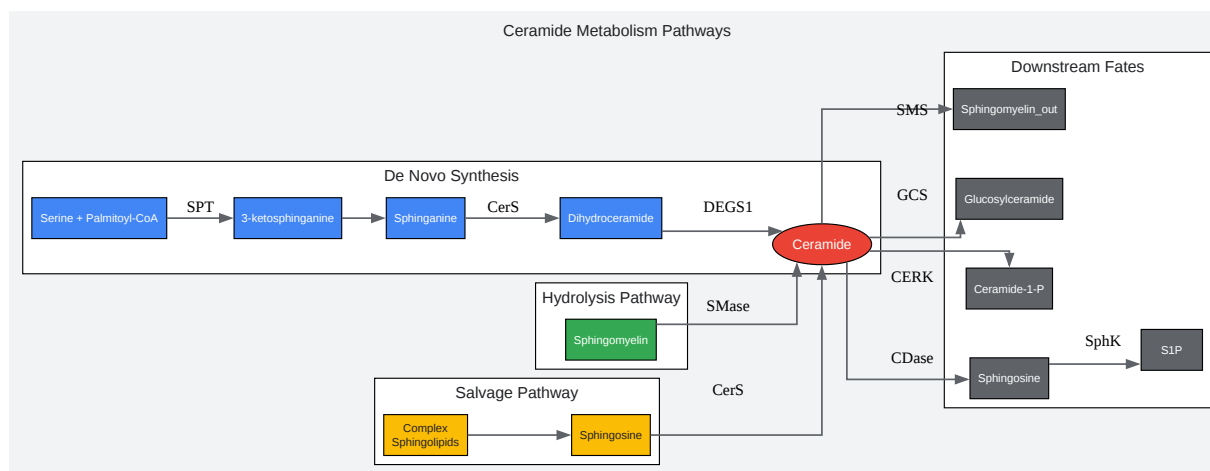 Ceramide Metabolism Pathways
Downstream Fates
SMS
Sphingomyelin_out
De Novo Synthesis
Serine + Palmitoyl-CoA
SPT
3-ketosphinganine
Sphinganine
CerS
Dihydroceramide
DEGS1
Ceramide
GCS
Glucosylceramide
CERK
Ceramide-1-P
Hydrolysis Pathway
Sphingomyelin
SMase
CDase
Sphingosine
SphK
S1P
Salvage Pathway
Complex
Sphingolipids
Sphingosine
CerS